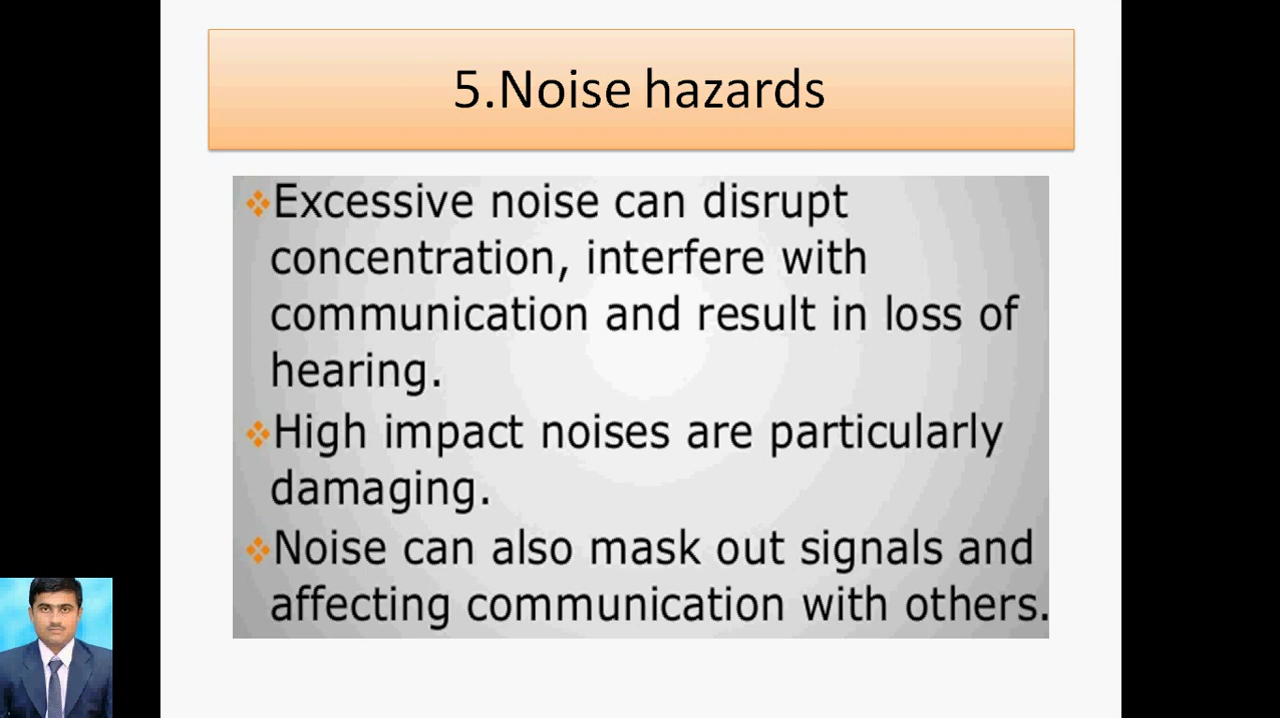 5.Noise hazards
❖Excessive noise can disrupt
concentration, interfere with
communication and result in loss of
hearing.
❖High impact noises are particularly
damaging.
❖Noise can also mask out signals and
affecting communication with others.